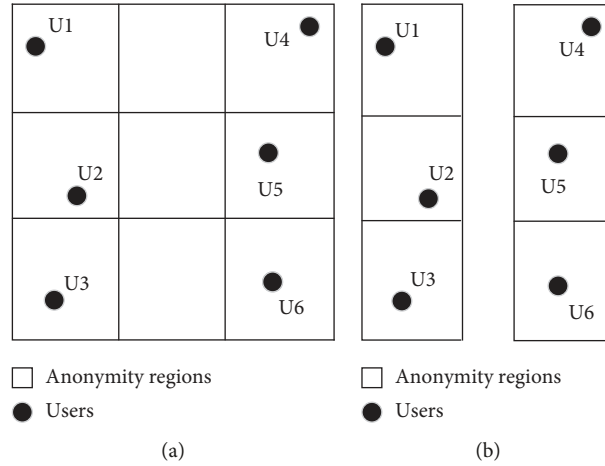 U1
U4
U2
U5
U3
U6
Anonymity regions
Users
(a)
U1
U4
U2
U5
U3
U6
Anonymity regions
Users
(b)